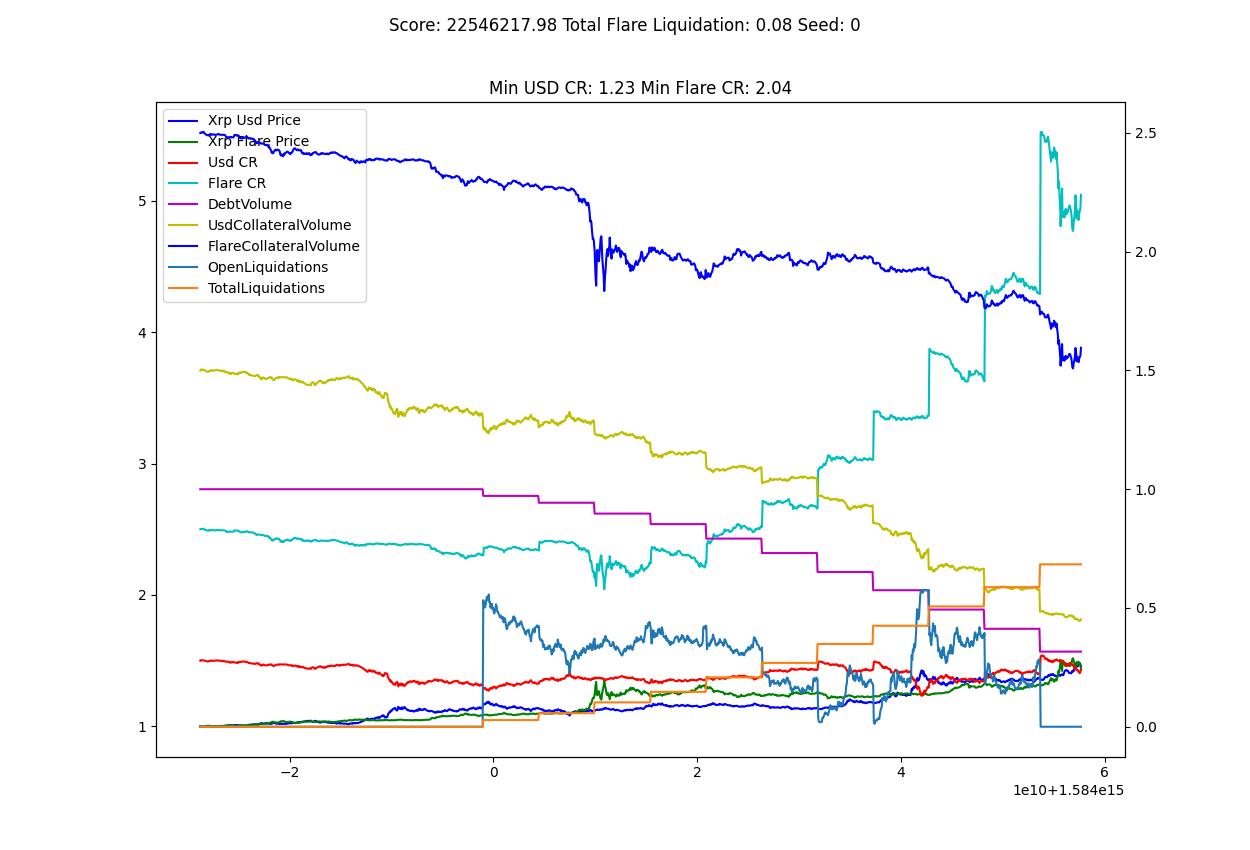 Score: 22546217.98 Total Flare Liquidation: 0.08 Seed: 0
Min USD CR: 1.23 Min Flare CR: 2.04
Xrp Usd Price
Xrp Flare Price
Usd CR
Flare CR
DebtVolume
UsdCollateralVolume
FlareCollateralVolume
OpenLiquidations
TotalLiquidations
5
4
3
2
1
2.5
2.0
1.5
1.0
0.5
0.0
−2
0
2
4
6
1e10+1.584e15